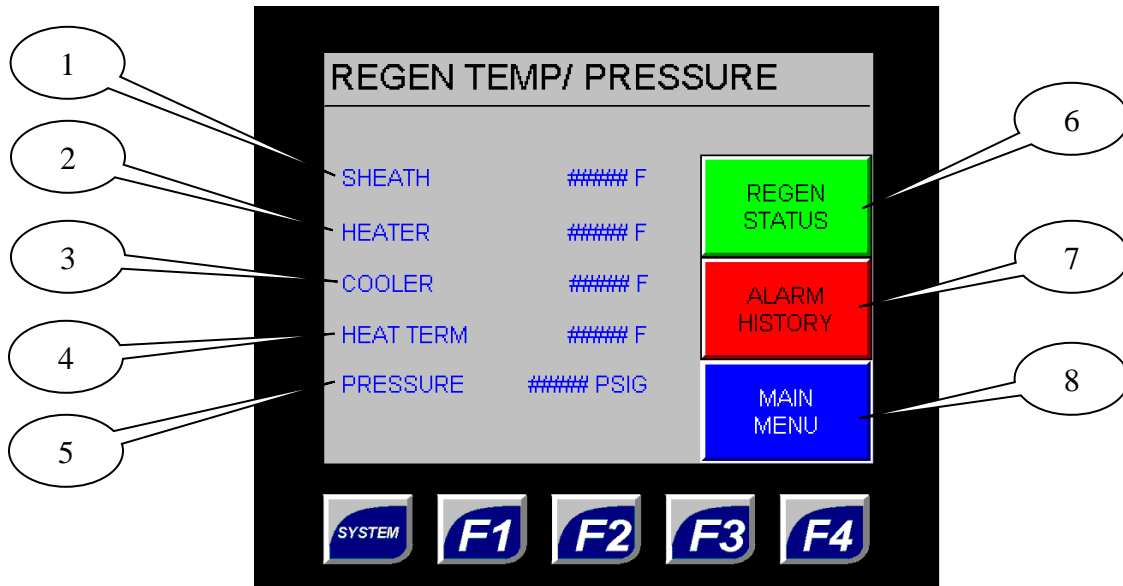 REGEN TEMP/ PRESSURE
1
SHEATH ##### F
2
HEATER ##### F
3
COOLER ##### F
4
HEAT TERM ##### F
5
PRESSURE ##### PSIG
6
REGEN
STATUS
7
ALARM
HISTORY
8
MAIN
MENU
SYSTEM F1 F2 F3 F4